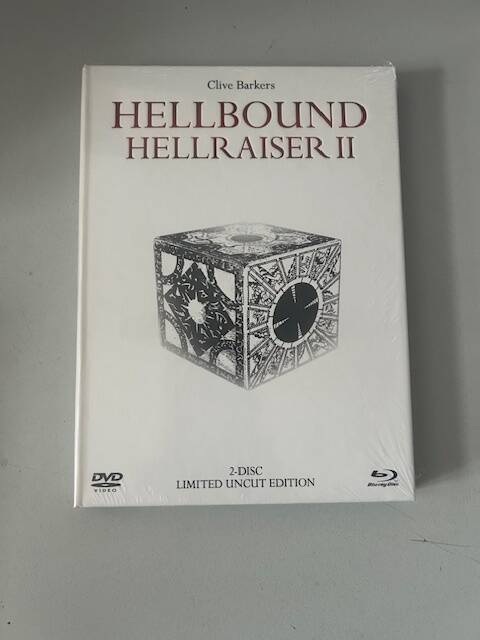 Clive Barkers
HELLBOUND
HELLRAISER II
2-DISC
LIMITED UNCUT EDITION
DVD
VIDEO
Blu-ray Disc